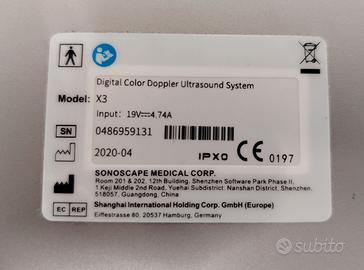 Digital Color Doppler Ultrasound System
Model: X3
Input: 19V⎓4.74A
SN 0486959131
2020-04
IPX0 CE 0197
SONOSCAPE MEDICAL CORP.
Room 201 & 202, 12th Building, Shenzhen Software Park Phase II,
1 Keji Middle 2nd Road, Yuehai Subdistrict, Nanshan District, Shenzhen,
518057, Guangdong, China
EC REP Shanghai International Holding Corp. GmbH (Europe)
Eiffestrasse 80, 20537 Hamburg, Germany
subito